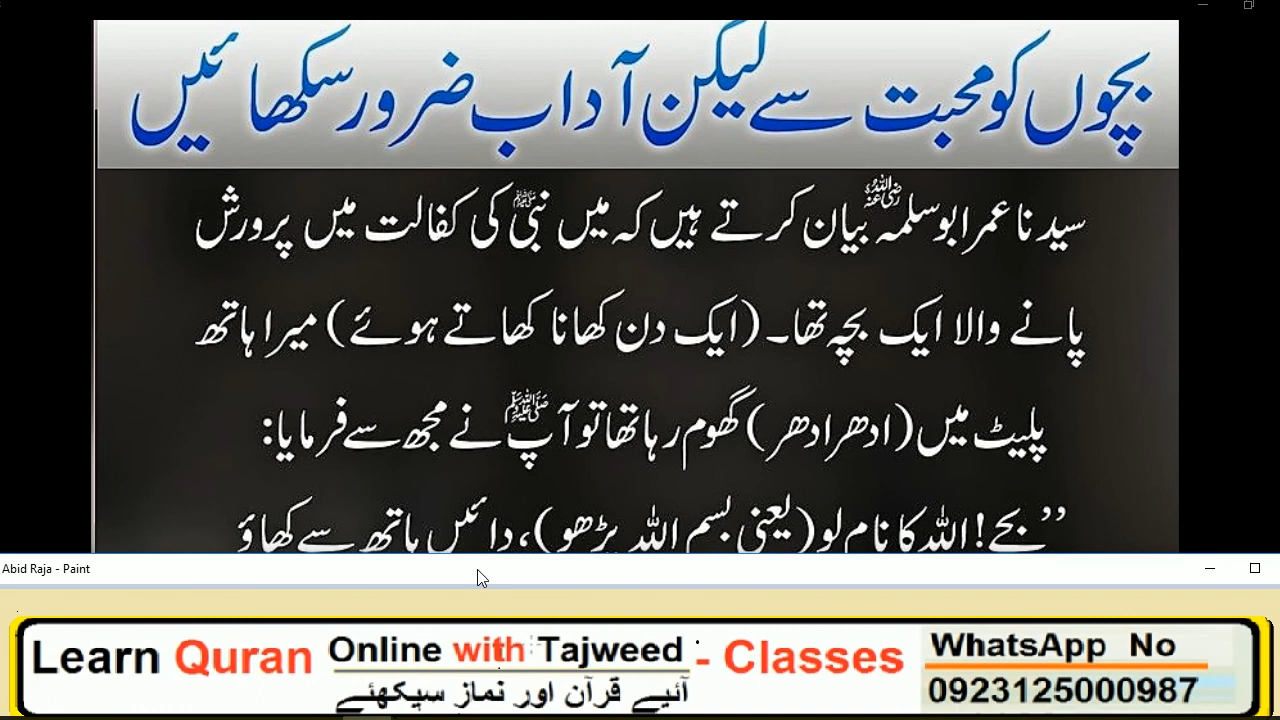 بچوں کو محبت سے لیکن آداب ضرور سکھائیں
سیدنا عمر ابو سلمہ رضی اللہ عنہ بیان کرتے ہیں کہ میں نبی ﷺ کی کفالت میں پرورش
پانے والا ایک بچہ تھا۔ (ایک دن کھانا کھاتے ہوئے) میرا ہاتھ
پلیٹ میں (ادھر ادھر) گھوم رہا تھا تو آپ ﷺ نے مجھ سے فرمایا:
”بچے! اللہ کا نام لو (یعنی بسم اللہ پڑھو)، دائیں ہاتھ سے کھاؤ
Abid Raja - Paint
Learn Quran Online with Tajweed - Classes
آئیے قرآن اور نماز سیکھئے
WhatsApp No
0923125000987